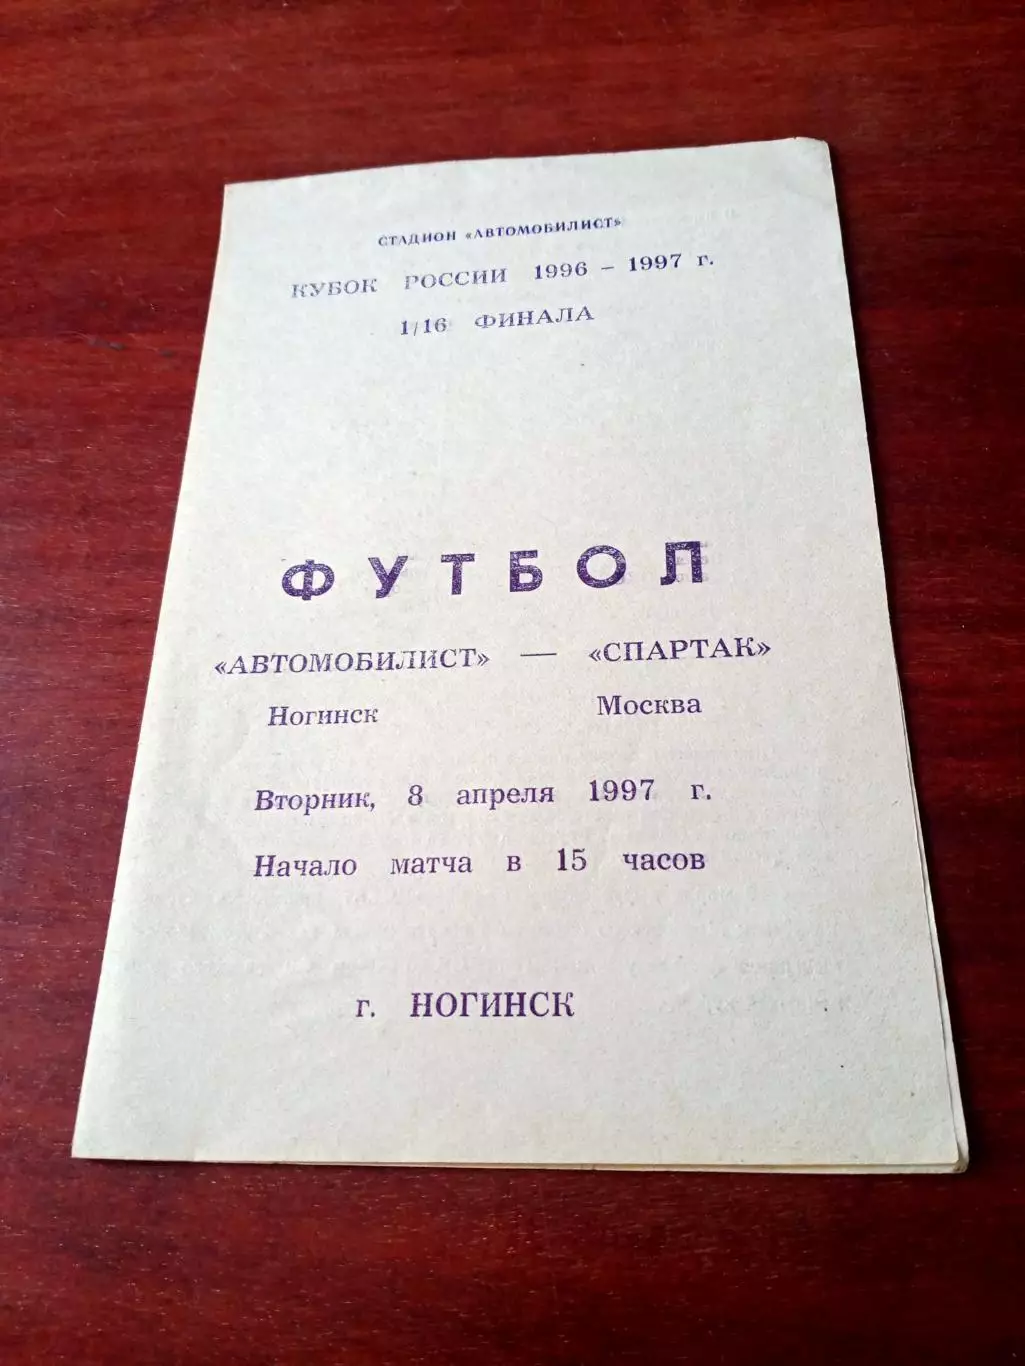 СТАДИОН «АВТОМОБИЛИСТ»
КУБОК РОССИИ 1996 – 1997 г.
1/16 ФИНАЛА
ФУТБОЛ
«АВТОМОБИЛИСТ» — «СПАРТАК»
Ногинск Москва
Вторник, 8 апреля 1997 г.
Начало матча в 15 часов
г. НОГИНСК